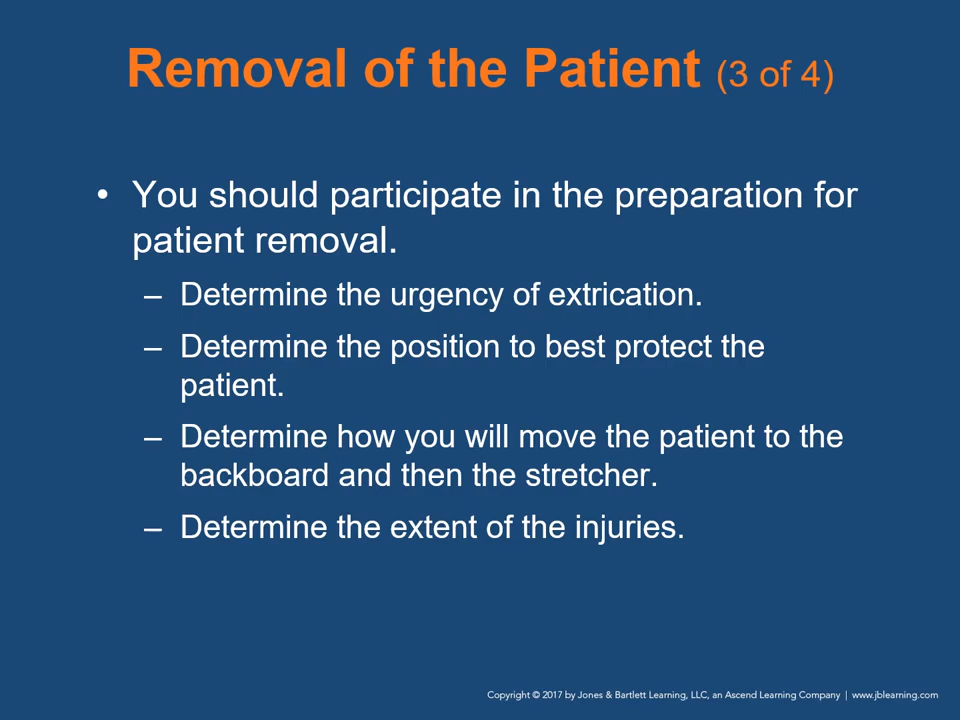 Removal of the Patient (3 of 4)
• You should participate in the preparation for
patient removal.
– Determine the urgency of extrication.
– Determine the position to best protect the
patient.
– Determine how you will move the patient to the
backboard and then the stretcher.
– Determine the extent of the injuries.
Copyright © 2017 by Jones & Bartlett Learning, LLC, an Ascend Learning Company | www.jblearning.com